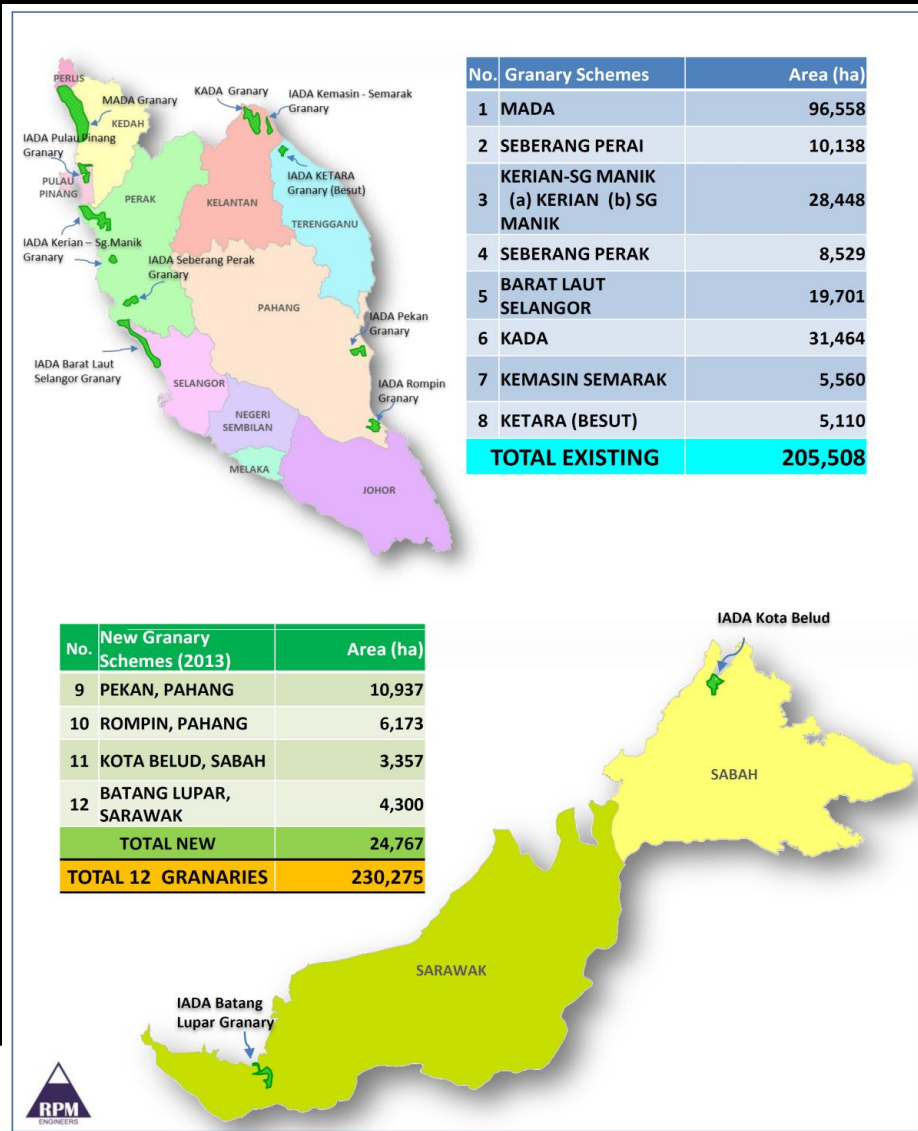 PERLIS
MADA Granary
KEDAH
IADA Pulau Pinang
Granary
PULAU
PINANG
PERAK
IADA Kerian – Sg.Manik
Granary
IADA Seberang Perak
Granary
IADA Barat Laut
Selangor Granary
KADA Granary
IADA Kemasin - Semarak
Granary
IADA KETARA
Granary (Besut)
KELANTAN
TERENGGANU
PAHANG
IADA Pekan
Granary
IADA Rompin
Granary
SELANGOR
NEGERI
SEMBILAN
MELAKA
JOHOR
No. Granary Schemes Area (ha)
1 MADA 96,558
2 SEBERANG PERAI 10,138
KERIAN-SG MANIK
3 (a) KERIAN (b) SG 28,448
MANIK
4 SEBERANG PERAK 8,529
5 BARAT LAUT 19,701
SELANGOR
6 KADA 31,464
7 KEMASIN SEMARAK 5,560
8 KETARA (BESUT) 5,110
TOTAL EXISTING 205,508
No. New Granary Area (ha)
Schemes (2013)
9 PEKAN, PAHANG 10,937
10 ROMPIN, PAHANG 6,173
11 KOTA BELUD, SABAH 3,357
12 BATANG LUPAR, 4,300
SARAWAK
TOTAL NEW 24,767
TOTAL 12 GRANARIES 230,275
IADA Kota Belud
SABAH
SARAWAK
IADA Batang
Lupar Granary
RPM
ENGINEERS